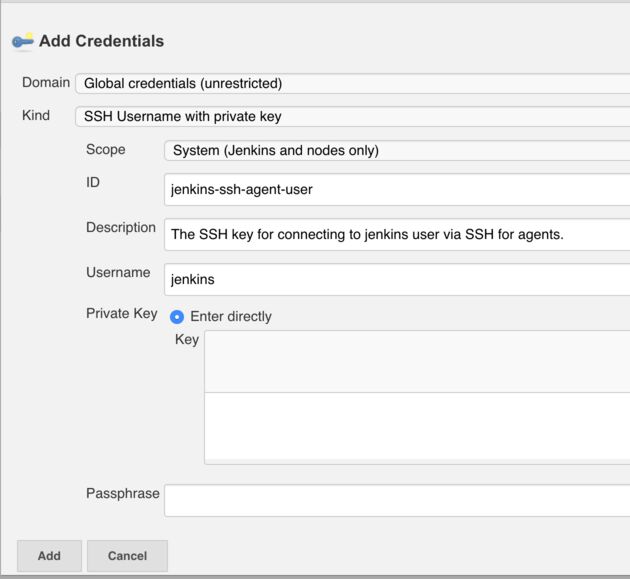 Add Credentials
Domain Global credentials (unrestricted)
Kind SSH Username with private key
Scope System (Jenkins and nodes only)
ID jenkins-ssh-agent-user
Description The SSH key for connecting to jenkins user via SSH for agents.
Username jenkins
Private Key Enter directly
Key
Passphrase
Add Cancel